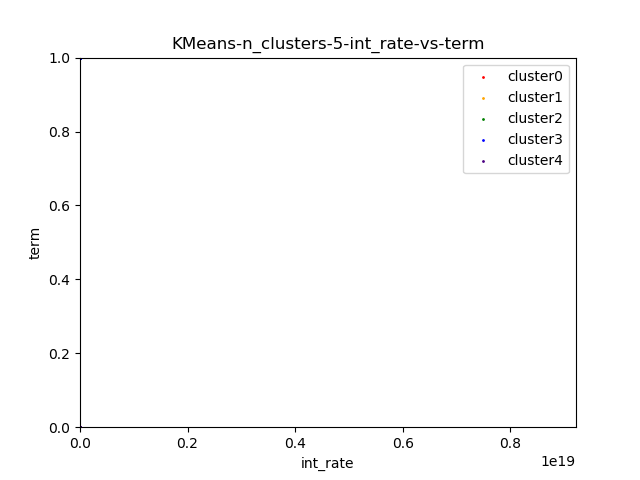 KMeans-n_clusters-5-int_rate-vs-term
1.0
0.8
0.6
0.4
0.2
0.0
term
cluster0
cluster1
cluster2
cluster3
cluster4
0.0 0.2 0.4 0.6 0.8
1e19
int_rate